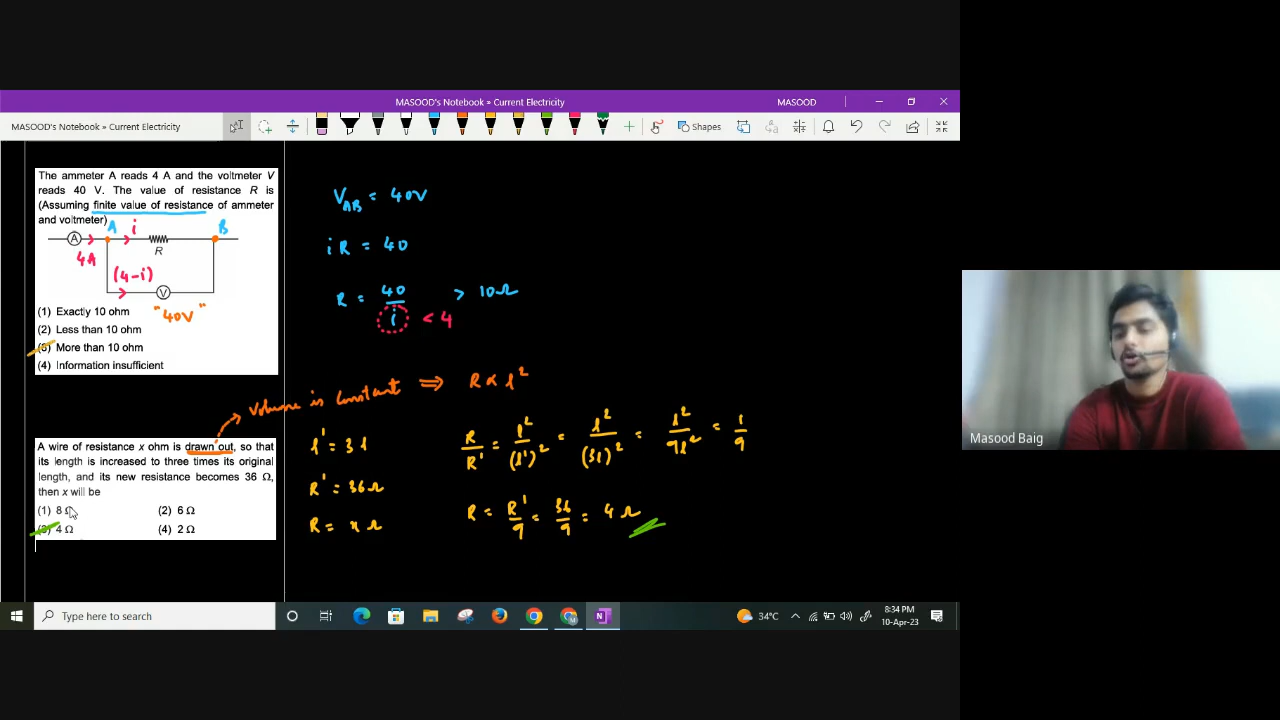 MASOOD's Notebook » Current Electricity
MASOOD
MASOOD's Notebook » Current Electricity
Shapes
The ammeter A reads 4 A and the voltmeter V
reads 40 V. The value of resistance R is
(Assuming finite value of resistance of ammeter
and voltmeter)
A i B
A
R
4A
(4-i)
V
"40V"
(1) Exactly 10 ohm
(2) Less than 10 ohm
(3) More than 10 ohm
(4) Information insufficient
V_AB = 40V
iR = 40
R = 40/i > 10Ω
< 4
Volume is constant ⇒ R ∝ l²
A wire of resistance x ohm is drawn out, so that
its length is increased to three times its original
length, and its new resistance becomes 36 Ω,
then x will be
(1) 8 Ω (2) 6 Ω
(3) 4 Ω (4) 2 Ω
l' = 3l
R' = 36Ω
R = xΩ
R/R' = l²/(l')² = l²/(3l)² = l²/9l² = 1/9
R = R'/9 = 36/9 = 4Ω
Masood Baig
Type here to search
34°C
8:34 PM
10-Apr-23